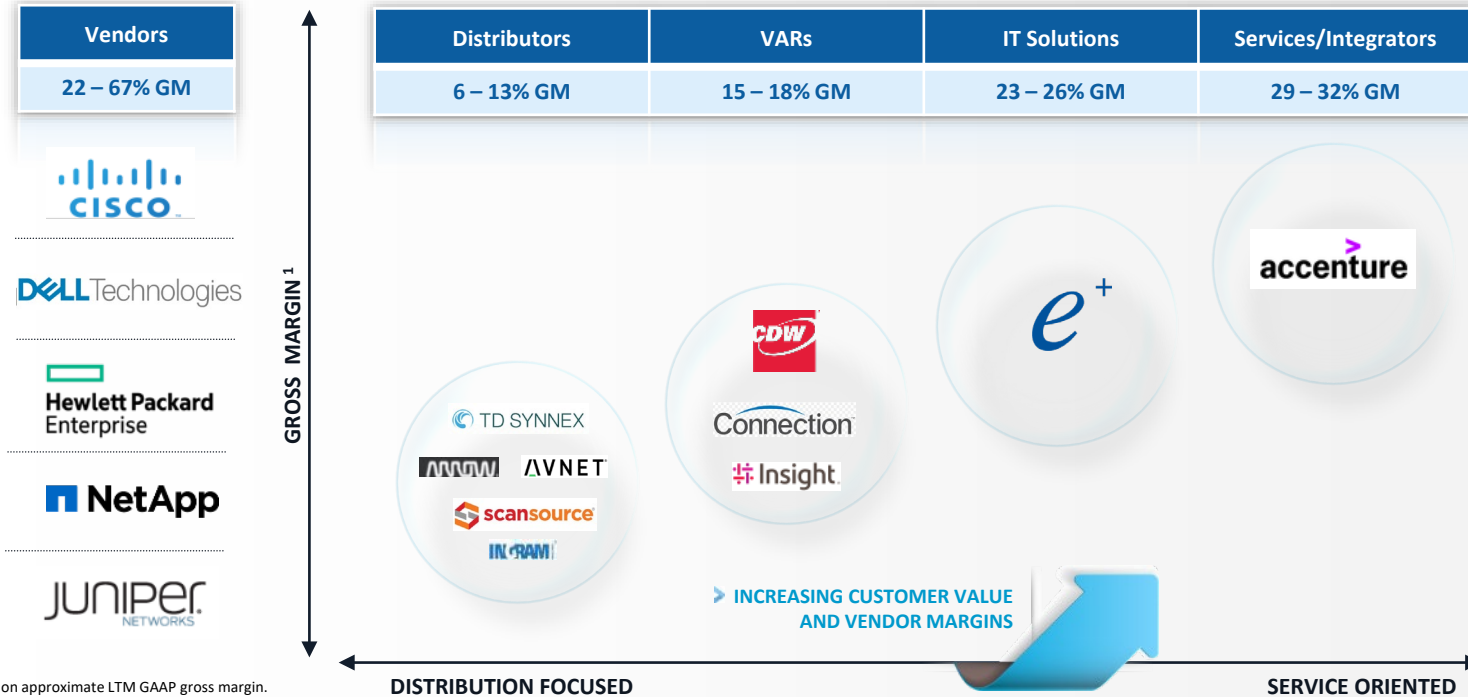 Vendors
22 – 67% GM
CISCO
DELLTechnologies
Hewlett Packard
Enterprise
NetApp
JUNIPER
NETWORKS
GROSS MARGIN 1
Distributors VARs IT Solutions Services/Integrators
6 – 13% GM 15 – 18% GM 23 – 26% GM 29 – 32% GM
TD SYNNEX
ARROW AVNET
scansource
INGRAM
CDW
Connection
Insight.
e+
accenture
INCREASING CUSTOMER VALUE
AND VENDOR MARGINS
on approximate LTM GAAP gross margin.
DISTRIBUTION FOCUSED SERVICE ORIENTED